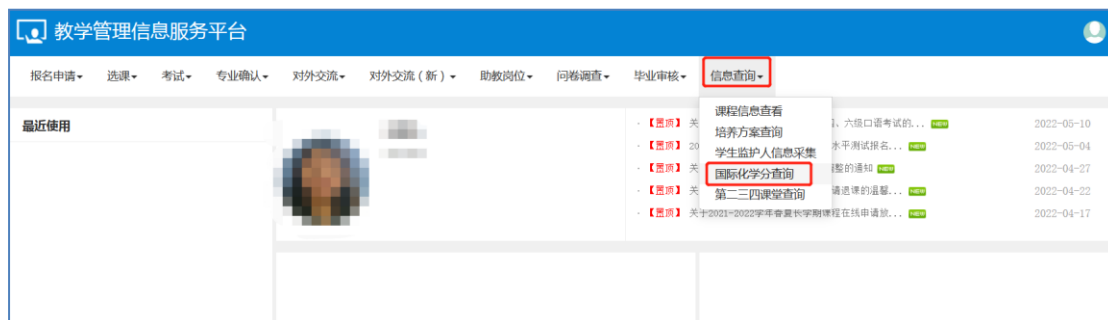 教学管理信息服务平台
报名申请 选课 考试 专业确认 对外交流 对外交流（新） 助教岗位 问卷调查 毕业审核 信息查询
最近使用
课程信息查看
培养方案查询
学生监护人信息采集
国际化学分查询
第二三四课堂查询
·【置顶】 关 、六级口语考试的... NEW 2022-05-10
·【置顶】 20 水平测试报名... NEW 2022-05-04
·【置顶】 关 整的通知 NEW 2022-04-27
·【置顶】 关 请退课的温馨... NEW 2022-04-22
·【置顶】 关于2021-2022学年春夏长学期课程在线申请放... NEW 2022-04-17